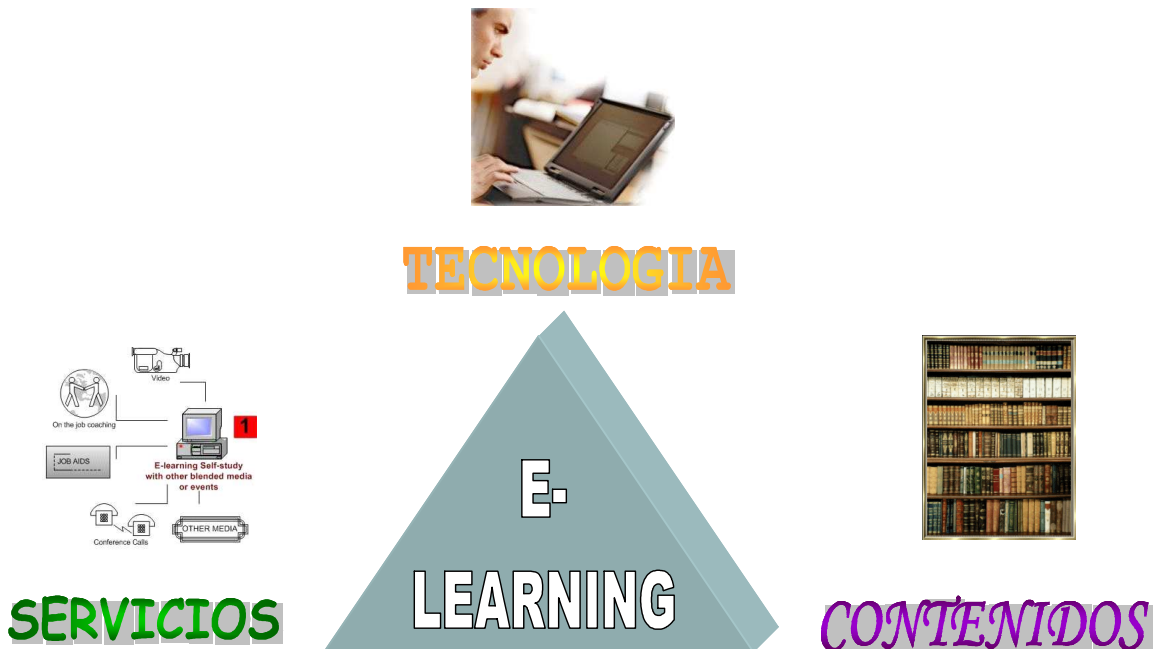 TECNOLOGIA
Video
On the job coaching
1
JOB AIDS
E-learning Self-study
with other blended media
or events
Conference Calls
OTHER MEDIA
E-
LEARNING
SERVICIOS
CONTENIDOS